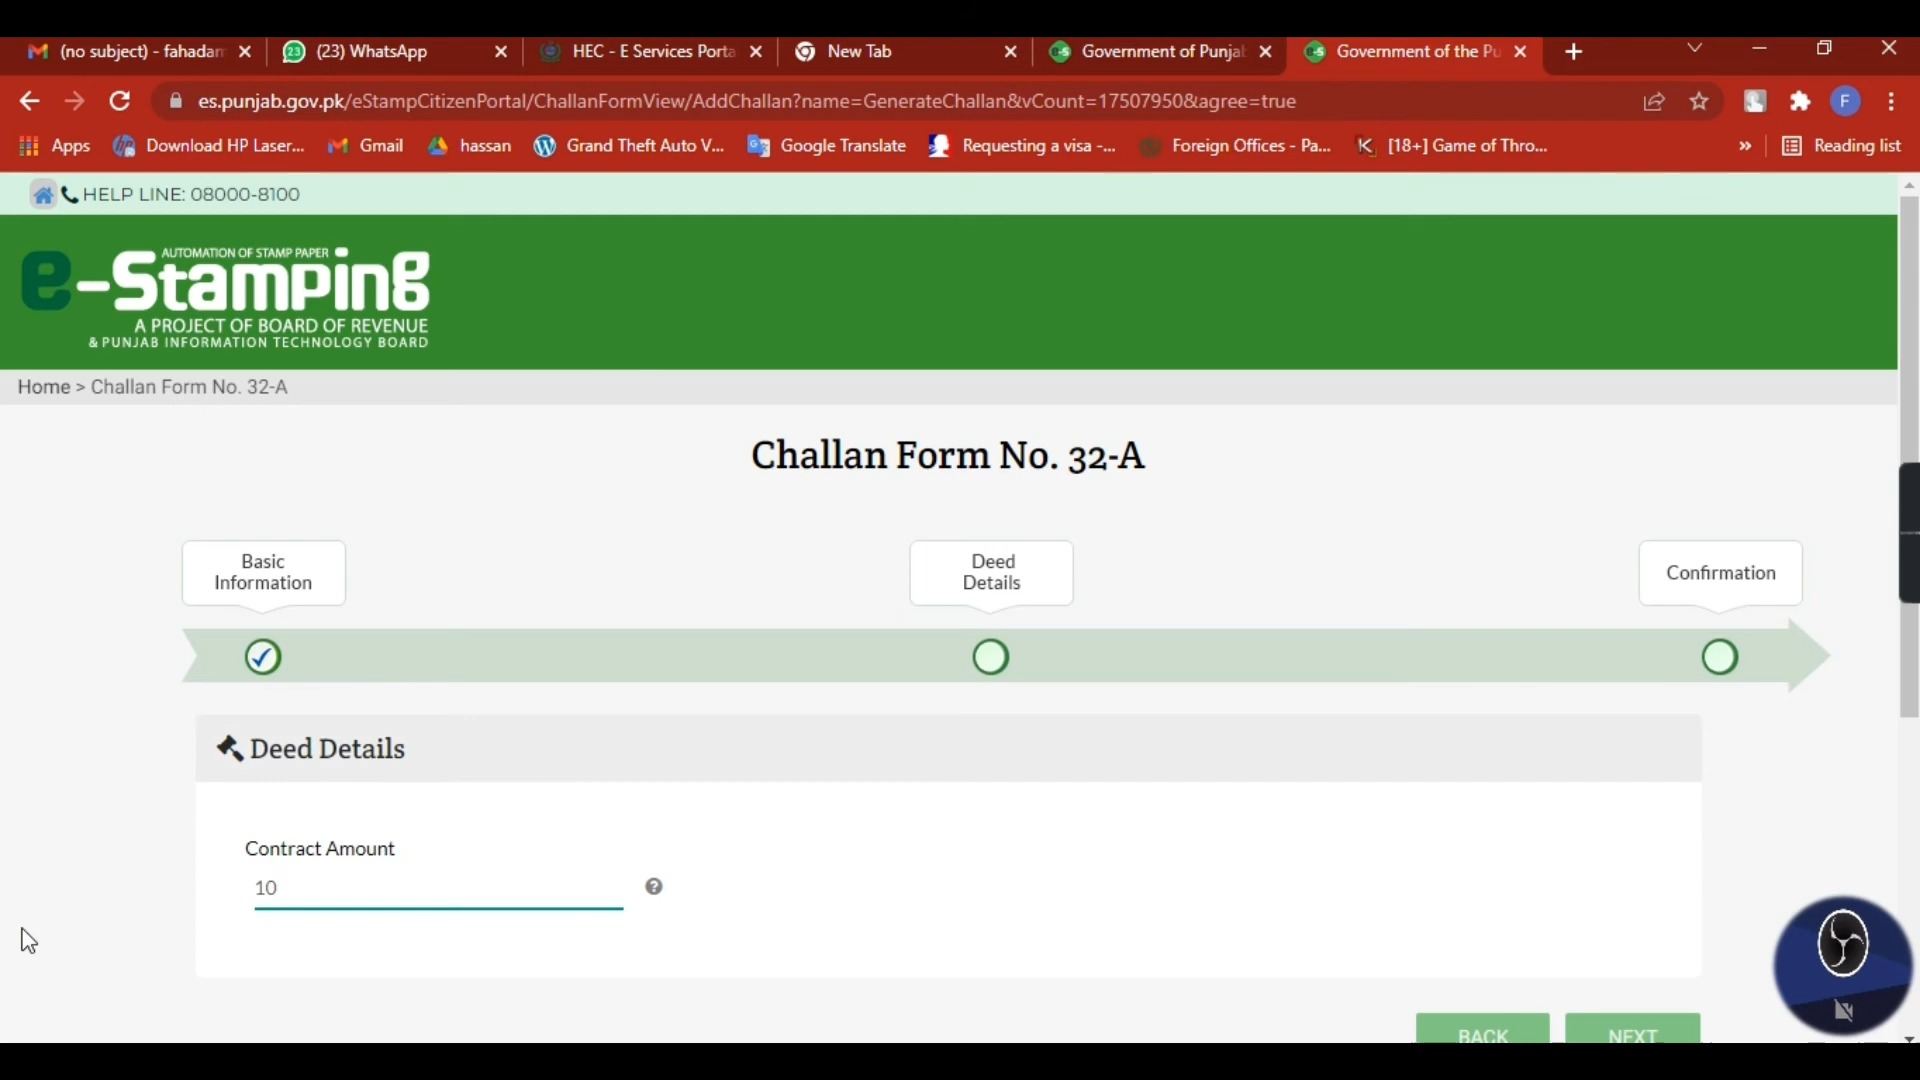 (no subject) - fahadam
23
(23) WhatsApp
HEC - E Services Porta
New Tab
Government of Punjab
Government of the Pu
es.punjab.gov.pk/eStampCitizenPortal/ChallanFormView/AddChallan?name=GenerateChallan&vCount=17507950&agree=true
F
Apps
Download HP Laser...
Gmail
hassan
Grand Theft Auto V...
Google Translate
Requesting a visa -...
Foreign Offices - Pa...
[18+] Game of Thro...
»
Reading list
HELP LINE: 08000-8100
AUTOMATION OF STAMP PAPER
e-Stamping
A PROJECT OF BOARD OF REVENUE
& PUNJAB INFORMATION TECHNOLOGY BOARD
Home > Challan Form No. 32-A
Challan Form No. 32-A
Basic
Information
Deed
Details
Confirmation
Deed Details
Contract Amount
10
BACK
NEXT